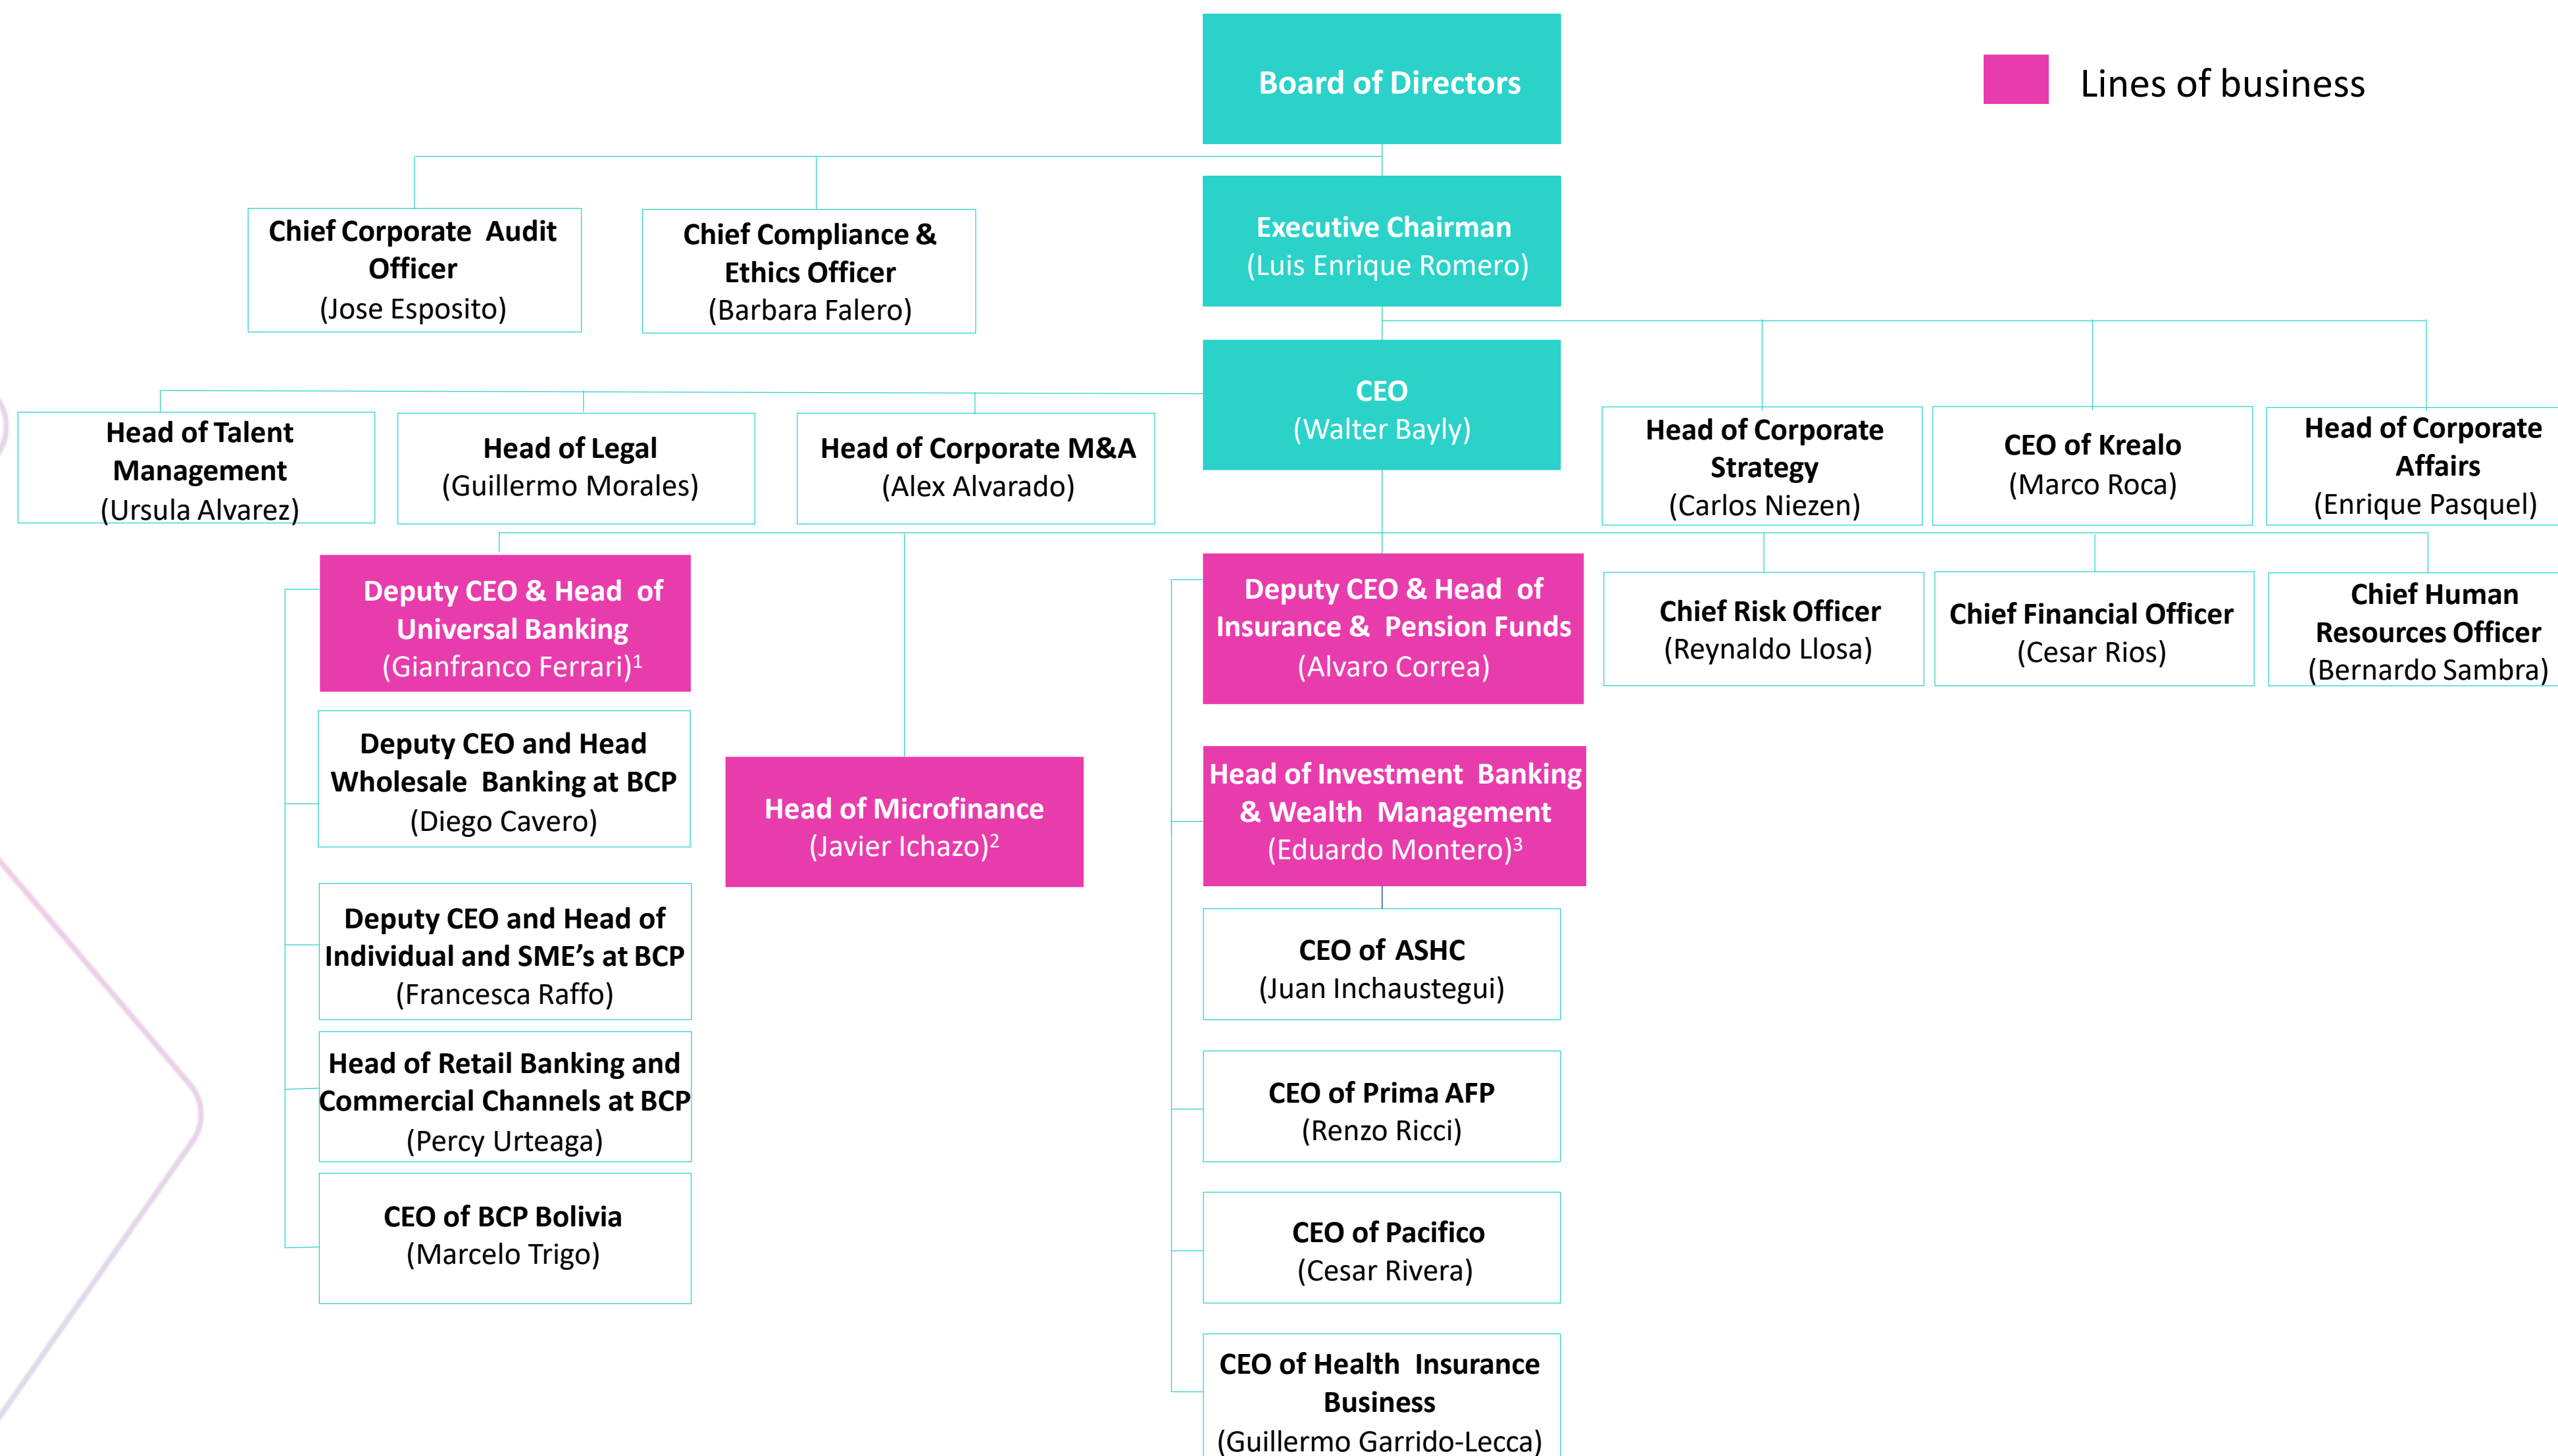 Board of Directors
Lines of business
Chief Corporate Audit
Officer
(Jose Esposito)
Chief Compliance &
Ethics Officer
(Barbara Falero)
Executive Chairman
(Luis Enrique Romero)
CEO
(Walter Bayly)
Head of Talent
Management
(Ursula Alvarez)
Head of Legal
(Guillermo Morales)
Head of Corporate M&A
(Alex Alvarado)
Head of Corporate
Strategy
(Carlos Niezen)
CEO of Krealo
(Marco Roca)
Head of Corporate
Affairs
(Enrique Pasquel)
Deputy CEO & Head of
Universal Banking
(Gianfranco Ferrari)1
Deputy CEO & Head of
Insurance & Pension Funds
(Alvaro Correa)
Chief Risk Officer
(Reynaldo Llosa)
Chief Financial Officer
(Cesar Rios)
Chief Human
Resources Officer
(Bernardo Sambra)
Deputy CEO and Head
Wholesale Banking at BCP
(Diego Cavero)
Head of Microfinance
(Javier Ichazo)2
Head of Investment Banking
& Wealth Management
(Eduardo Montero)3
Deputy CEO and Head of
Individual and SME’s at BCP
(Francesca Raffo)
CEO of ASHC
(Juan Inchaustegui)
Head of Retail Banking and
Commercial Channels at BCP
(Percy Urteaga)
CEO of Prima AFP
(Renzo Ricci)
CEO of BCP Bolivia
(Marcelo Trigo)
CEO of Pacifico
(Cesar Rivera)
CEO of Health Insurance
Business
(Guillermo Garrido-Lecca)